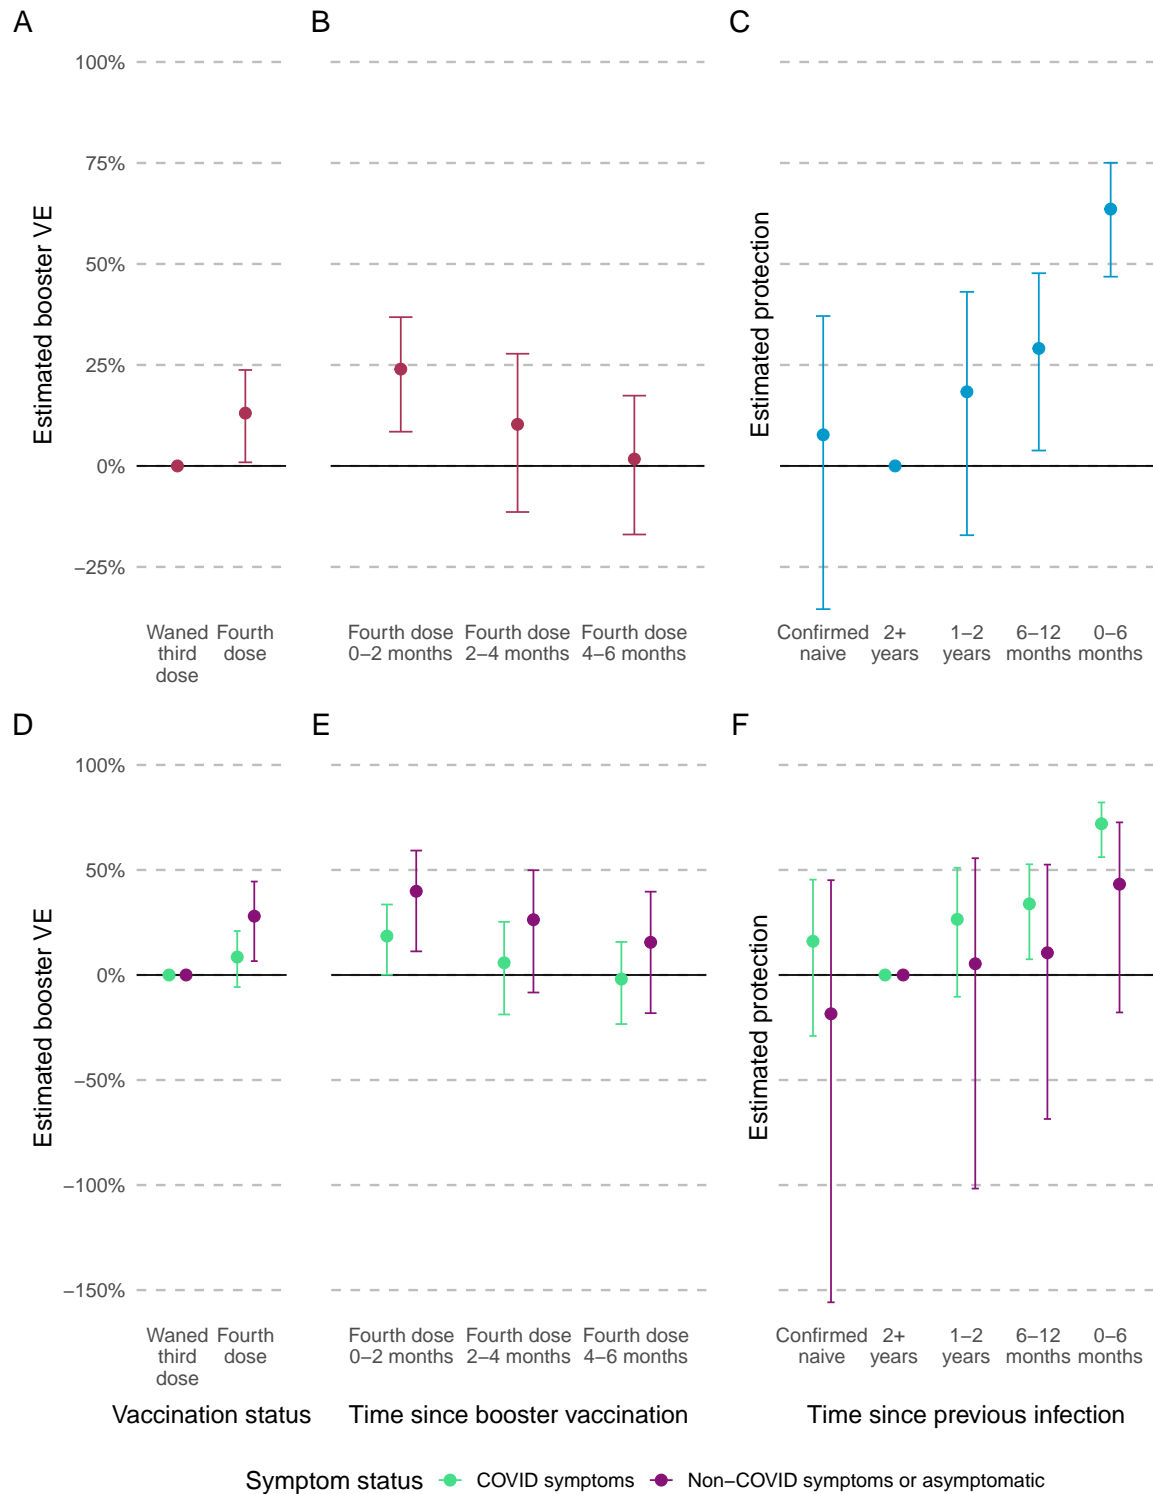 A
B
C
100%
75%
50%
25%
0%
−25%
Estimated booster VE
Estimated protection
Waned
third
dose
Fourth
dose
Fourth dose
0−2 months
Fourth dose
2−4 months
Fourth dose
4−6 months
Confirmed
naive
2+
years
1−2
years
6−12
months
0−6
months
D
E
F
100%
50%
0%
−50%
−100%
−150%
Estimated booster VE
Estimated protection
Waned
third
dose
Fourth
dose
Fourth dose
0−2 months
Fourth dose
2−4 months
Fourth dose
4−6 months
Confirmed
naive
2+
years
1−2
years
6−12
months
0−6
months
Vaccination status
Time since booster vaccination
Time since previous infection
Symptom status
COVID symptoms
Non−COVID symptoms or asymptomatic